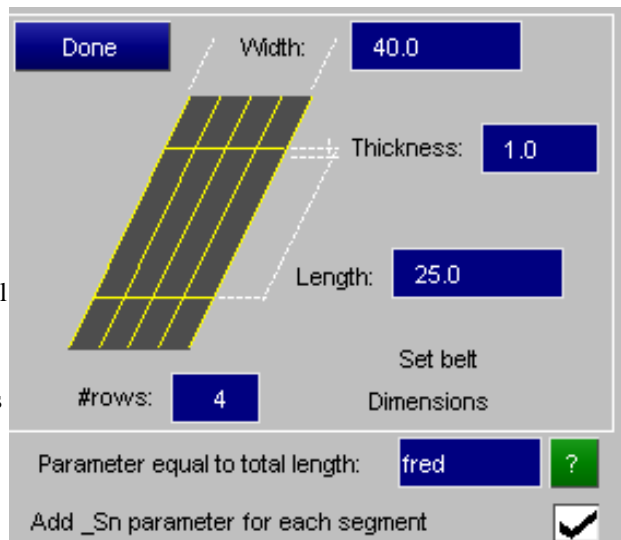 Done
Width: 40.0
Thickness: 1.0
l
Length: 25.0
Set belt
s
#rows: 4
Dimensions
Parameter equal to total length: fred ?
Add _Sn parameter for each segment